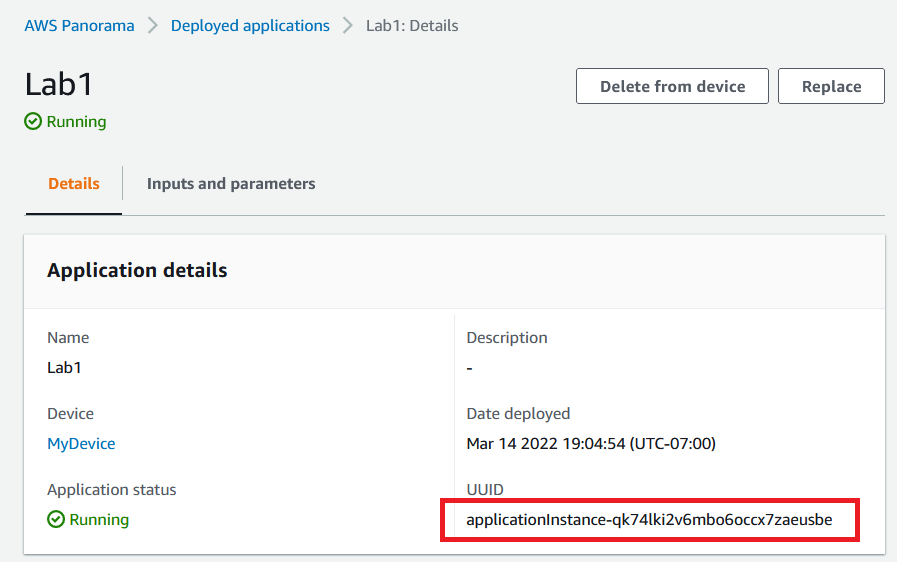 AWS Panorama > Deployed applications > Lab1: Details
Lab1
Delete from device
Replace
Running
Details
Inputs and parameters
Application details
Name
Lab1
Description
-
Device
MyDevice
Date deployed
Mar 14 2022 19:04:54 (UTC-07:00)
Application status
Running
UUID
applicationInstance-qk74lki2v6mbo6occx7zaeusbe